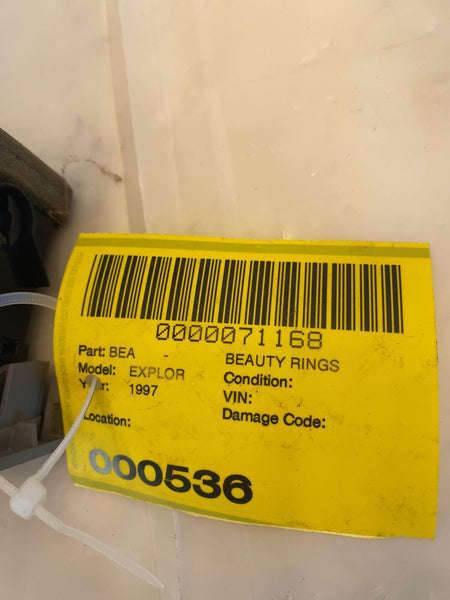 0000071168
Part: BEA - BEAUTY RINGS
Model: EXPLOR Condition:
Year: 1997 VIN:
Location: Damage Code:
000536